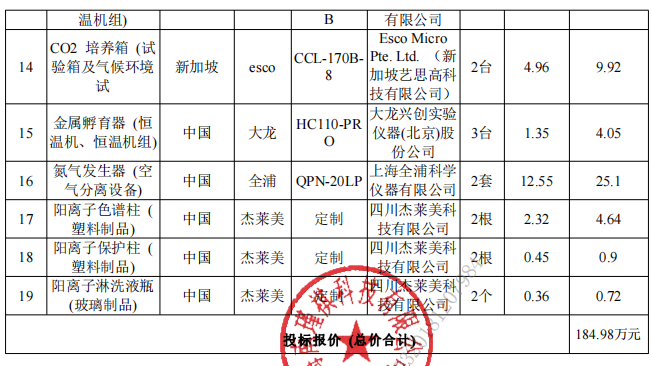 温机组) B 有限公司
14 CO2 培养箱 (试验箱及气候环境试 新加坡 esco CCL-170B-8 Esco Micro Pte. Ltd. （新加坡艺思高科技有限公司） 2台 4.96 9.92
15 金属孵育器 (恒温机、恒温机组) 中国 大龙 HC110-PRO 大龙兴创实验仪器(北京)股份公司 3台 1.35 4.05
16 氮气发生器 (空气分离设备) 中国 全浦 QPN-20LP 上海全浦科学仪器有限公司 2套 12.55 25.1
17 阳离子色谱柱 (塑料制品) 中国 杰莱美 定制 四川杰莱美科技有限公司 2根 2.32 4.64
18 阳离子保护柱 (塑料制品) 中国 杰莱美 定制 四川杰莱美科技有限公司 2根 0.45 0.9
19 阳离子淋洗液瓶 (玻璃制品) 中国 杰莱美 定制 四川杰莱美科技有限公司 2个 0.36 0.72
投标报价 (总价合计) 184.98万元